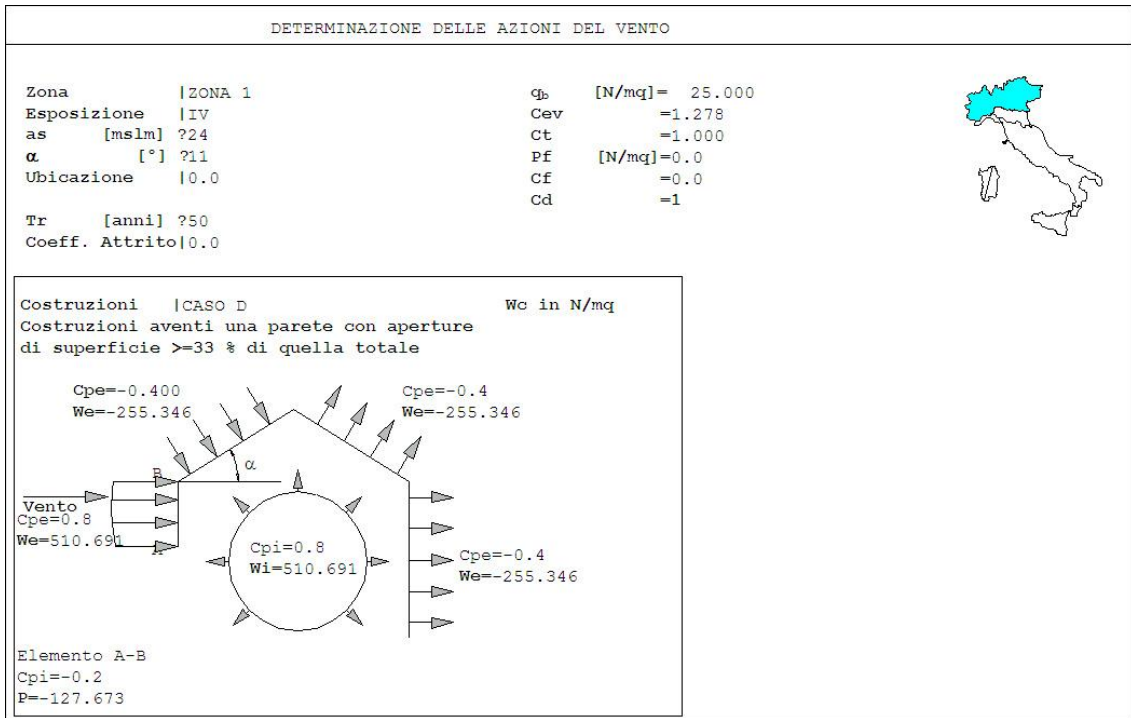 DETERMINAZIONE DELLE AZIONI DEL VENTO
Zona |ZONA 1
Esposizione |IV
as [mslm] ?24
α [°] ?11
Ubicazione |0.0
Tr [anni] ?50
Coeff. Attrito|0.0
qb [N/mq]= 25.000
Cev =1.278
Ct =1.000
Pf [N/mq]=0.0
Cf =0.0
Cd =1
Costruzioni |CASO D Wc in N/mq
Costruzioni aventi una parete con aperture
di superficie >=33 % di quella totale
Cpe=-0.400
We=-255.346
Cpe=-0.4
We=-255.346
α
B
Vento
Cpe=0.8
We=510.691
A
Cpi=0.8
Wi=510.691
Cpe=-0.4
We=-255.346
Elemento A-B
Cpi=-0.2
P=-127.673